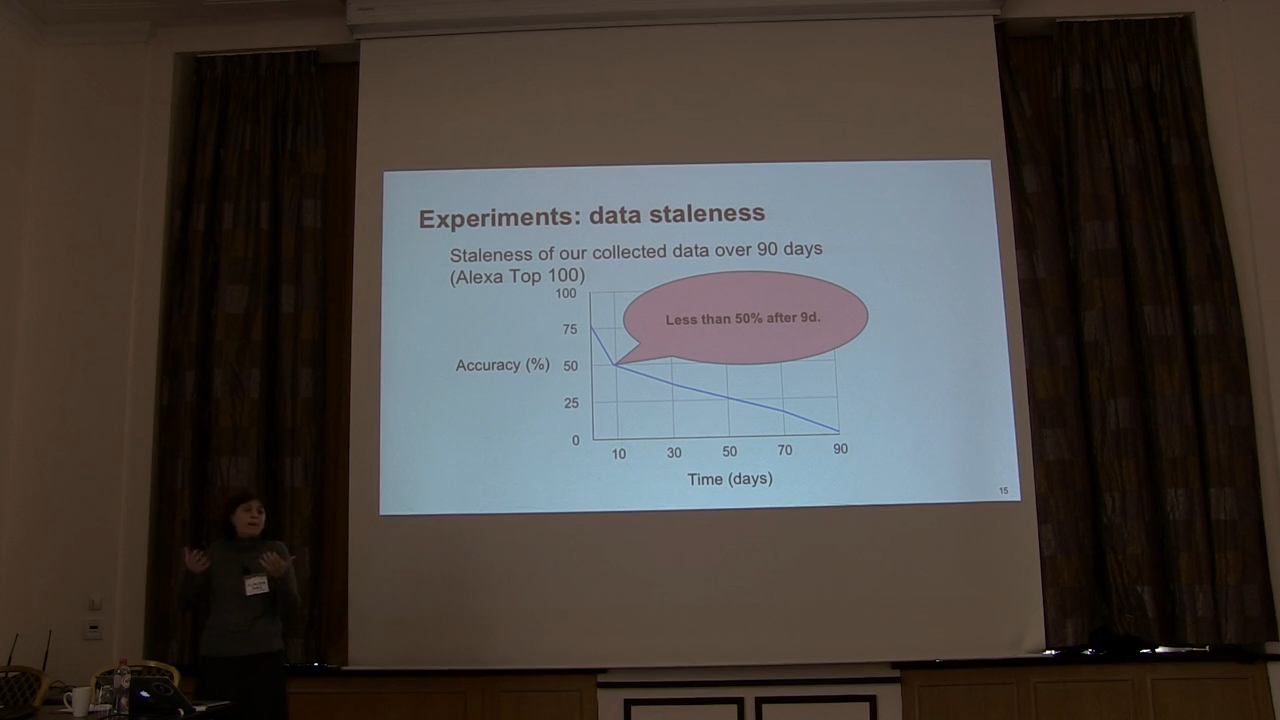 Experiments: data staleness
Staleness of our collected data over 90 days
(Alexa Top 100)
100
Less than 50% after 9d.
75
Accuracy (%)
50
25
0
10 30 50 70 90
Time (days)
15